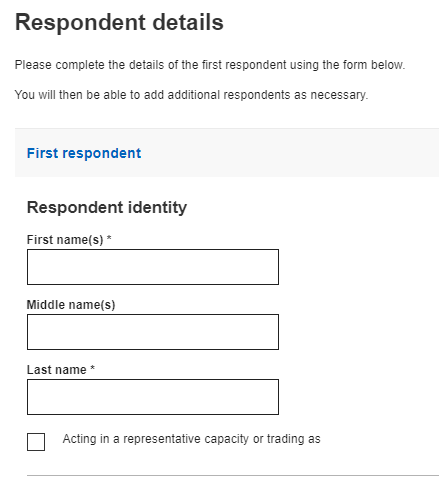 Respondent details
Please complete the details of the first respondent using the form below.
You will then be able to add additional respondents as necessary.
First respondent
Respondent identity
First name(s) *
Middle name(s)
Last name *
Acting in a representative capacity or trading as